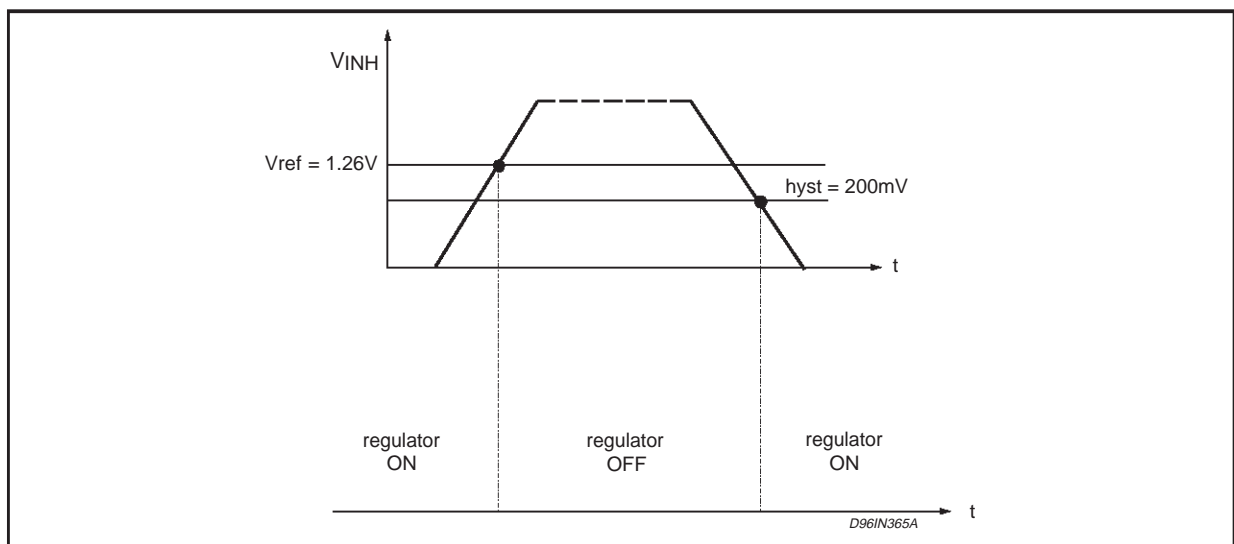 VINH
Vref = 1.26V
hyst = 200mV
t
regulator
ON
regulator
OFF
regulator
ON
t
D96IN365A